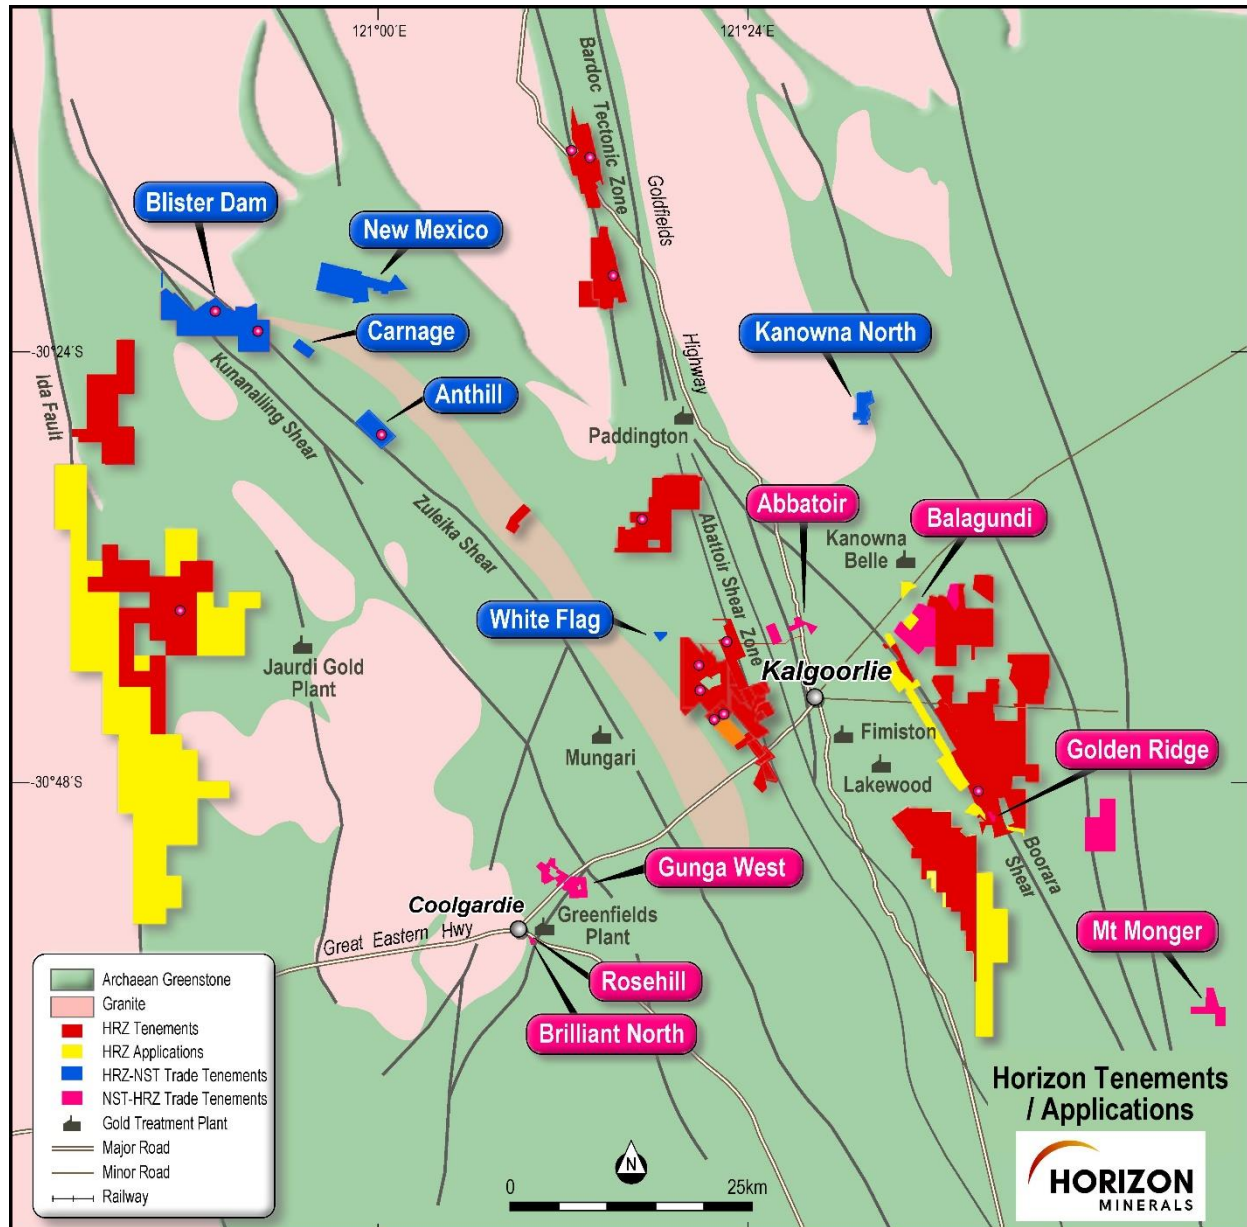 121°00´E
121°24´E
Bardoc Tectonic Zone
Goldfields
Highway
Blister Dam
New Mexico
Carnage
Kanowna North
-30°24´S
Ida Fault
Kunanalling Shear
Anthill
Paddington
Zuleika Shear
Abattoir Shear Zone
Abbatoir
Balagundi
Kanowna
Belle
White Flag
Jaurdi Gold
Plant
Kalgoorlie
Mungari
Fimiston
Lakewood
Golden Ridge
-30°48´S
Boorara
Shear
Gunga West
Coolgardie
Great Eastern Hwy
Greenfields
Plant
Mt Monger
Rosehill
Brilliant North
Archaean Greenstone
Granite
HRZ Tenements
HRZ Applications
HRZ-NST Trade Tenements
NST-HRZ Trade Tenements
Gold Treatment Plant
Major Road
Minor Road
Railway
N
0
25km
Horizon Tenements
/ Applications
HORIZON
MINERALS